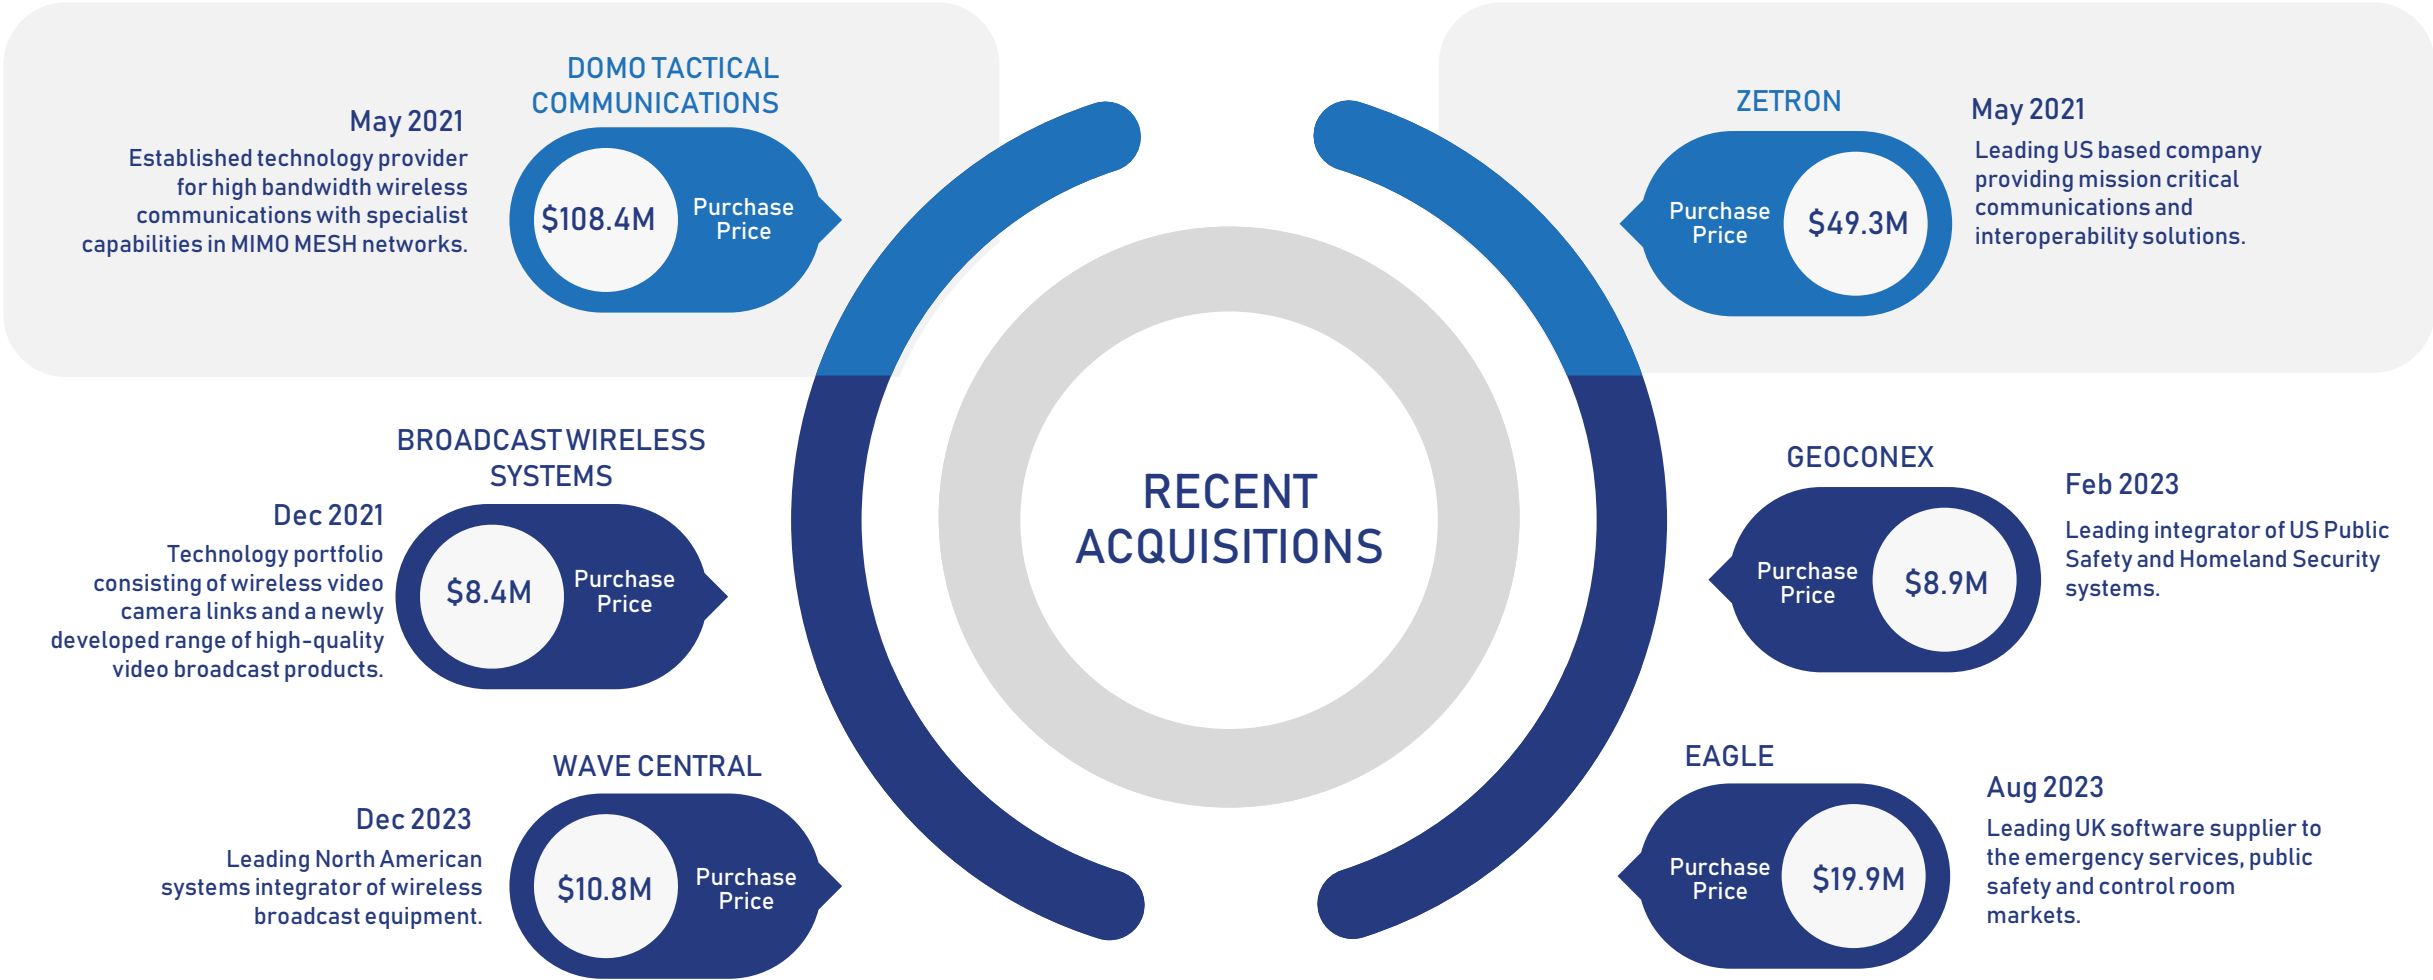 DOMO TACTICAL
COMMUNICATIONS
May 2021
Established technology provider
for high bandwidth wireless
communications with specialist
capabilities in MIMO MESH networks.
$108.4M
Purchase
Price
BROADCAST WIRELESS
SYSTEMS
Dec 2021
Technology portfolio
consisting of wireless video
camera links and a newly
developed range of high-quality
video broadcast products.
$8.4M
Purchase
Price
WAVE CENTRAL
Dec 2023
Leading North American
systems integrator of wireless
broadcast equipment.
$10.8M
Purchase
Price
RECENT
ACQUISITIONS
ZETRON
May 2021
Leading US based company
providing mission critical
communications and
interoperability solutions.
Purchase
Price
$49.3M
GEOCONEX
Feb 2023
Leading integrator of US Public
Safety and Homeland Security
systems.
Purchase
Price
$8.9M
EAGLE
Aug 2023
Leading UK software supplier to
the emergency services, public
safety and control room
markets.
Purchase
Price
$19.9M